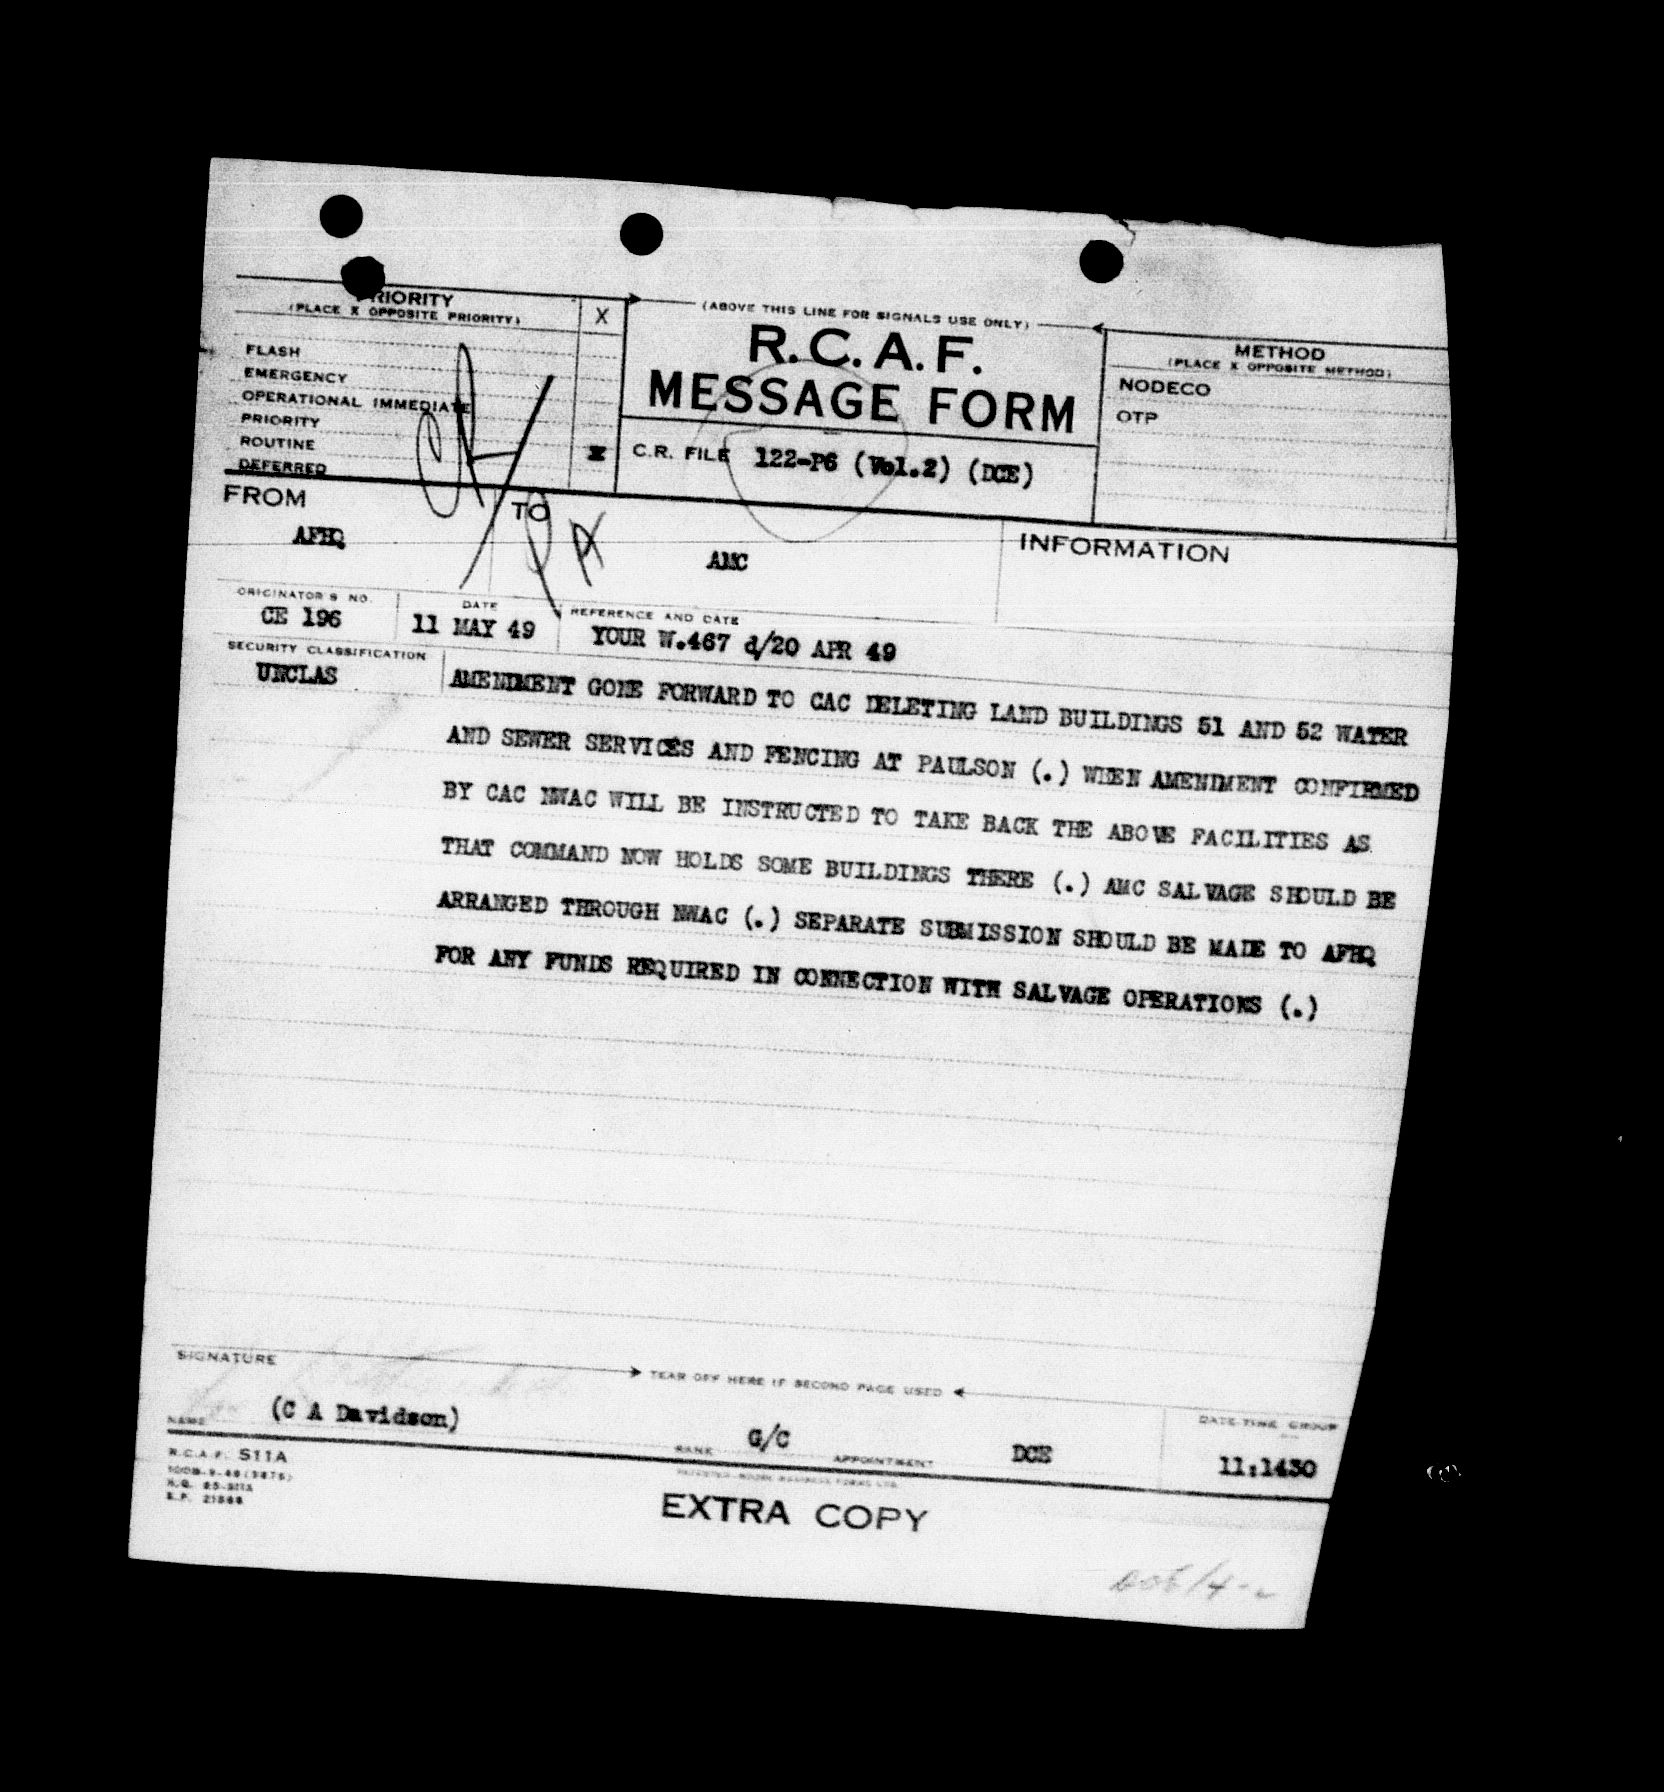 (ABOVE THIS LINE FOR SIGNALS USE ONLY)
PRIORITY
(PLACE X OPPOSITE PRIORITY)
X
FLASH
EMERGENCY
OPERATIONAL IMMEDIATE
PRIORITY
ROUTINE X
DEFERRED
R.C.A.F.
MESSAGE FORM
C.R. FILE 122-P6 (Vol.2) (DCE)
METHOD
(PLACE X OPPOSITE METHOD)
NODECO
OTP
FROM
AFHQ
TO
AMC
INFORMATION
ORIGINATOR'S NO.
CE 196
DATE
11 MAY 49
REFERENCE AND DATE
YOUR W.467 d/20 APR 49
SECURITY CLASSIFICATION
UNCLAS
AMENDMENT GONE FORWARD TO CAC DELETING LAND BUILDINGS 51 AND 52 WATER
AND SEWER SERVICES AND FENCING AT PAULSON (.) WHEN AMENDMENT CONFIRMED
BY CAC NWAC WILL BE INSTRUCTED TO TAKE BACK THE ABOVE FACILITIES AS
THAT COMMAND NOW HOLDS SOME BUILDINGS THERE (.) AMC SALVAGE SHOULD BE
ARRANGED THROUGH NWAC (.) SEPARATE SUBMISSION SHOULD BE MADE TO AFHQ
FOR ANY FUNDS REQUIRED IN CONNECTION WITH SALVAGE OPERATIONS (.)
SIGNATURE
TEAR OFF HERE IF SECOND PAGE USED
NAME (C A Davidson)
RANK G/C
APPOINTMENT DCE
DATE-TIME GROUP
11:1430
R.C.A.F. S11A
EXTRA COPY